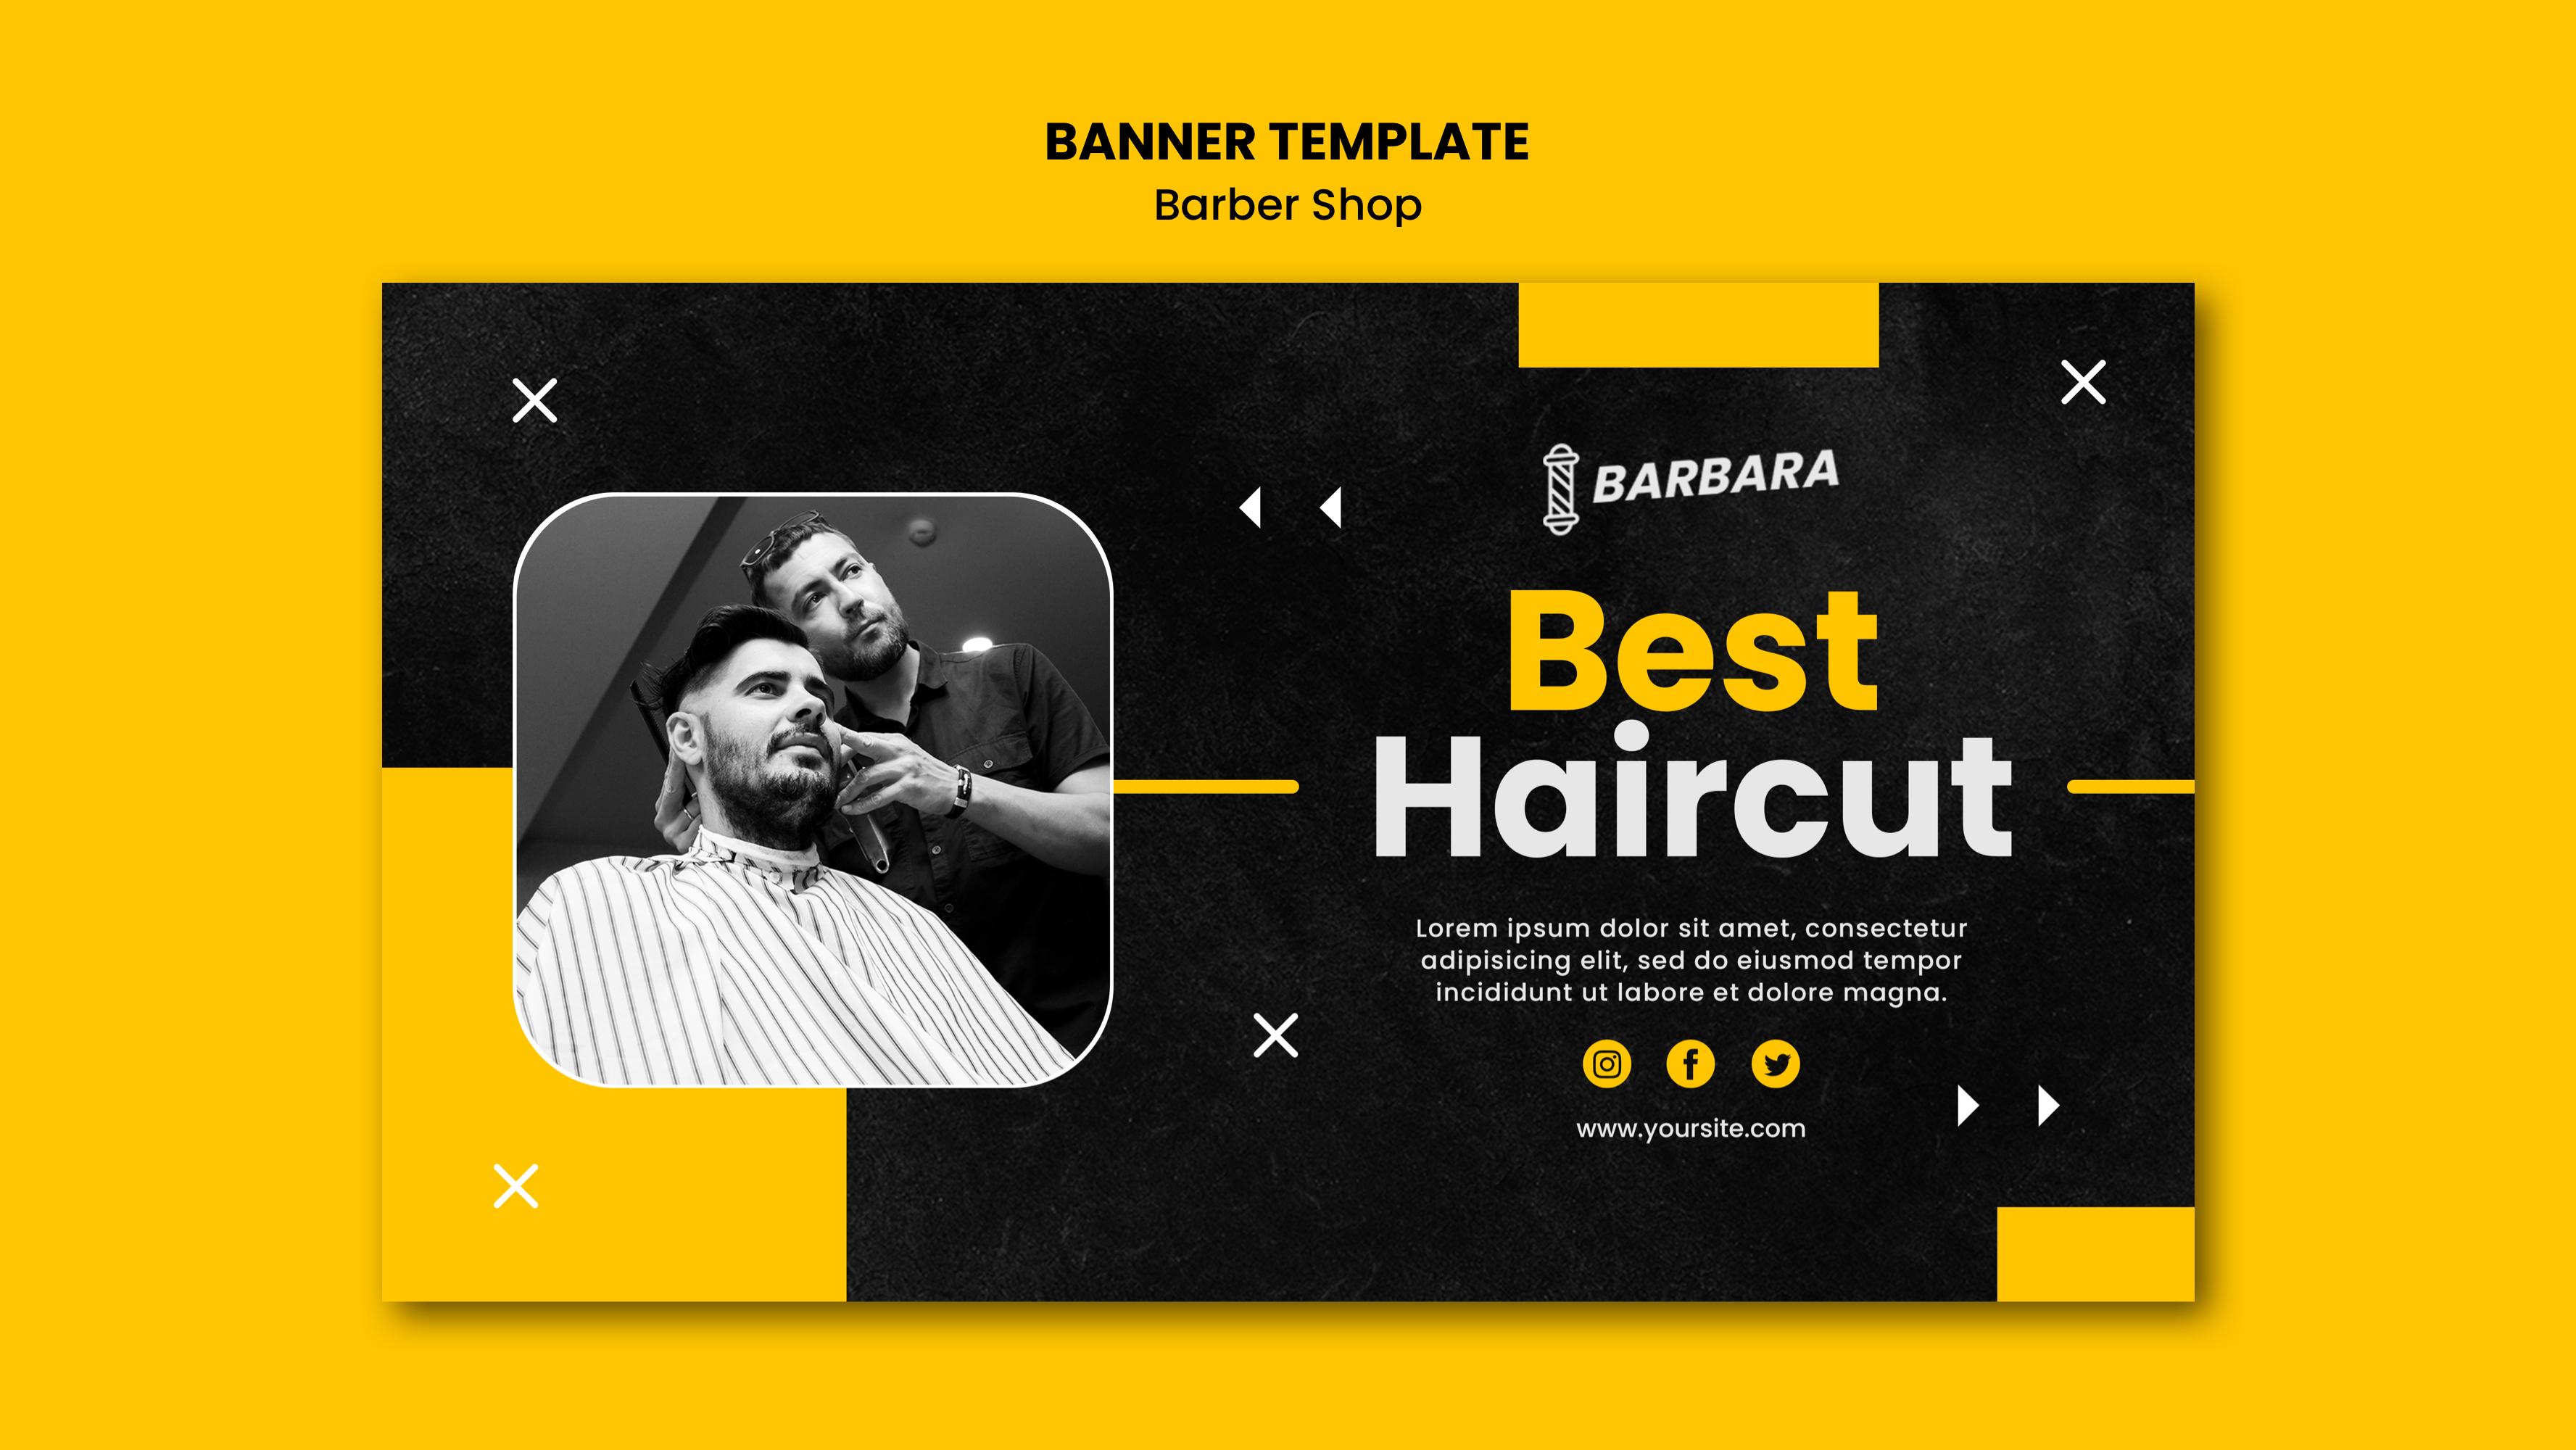 BANNER TEMPLATE
Barber Shop
BARBARA
Best
Haircut
Lorem ipsum dolor sit amet, consectetur
adipisicing elit, sed do eiusmod tempor
incididunt ut labore et dolore magna.
www.yoursite.com